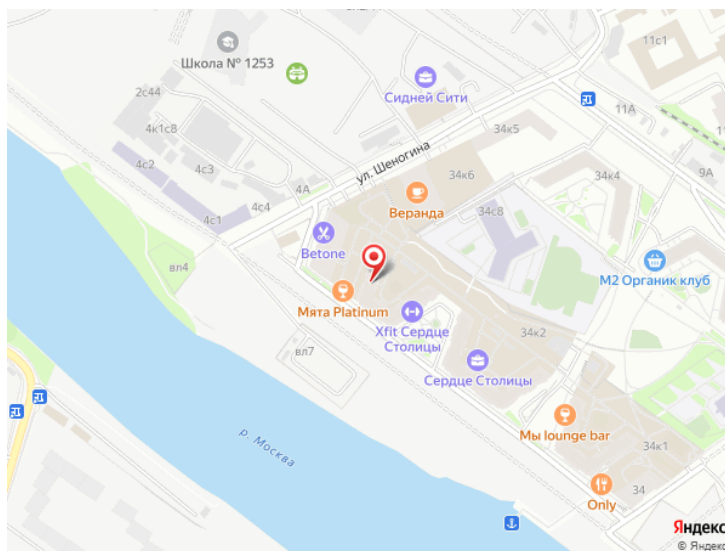 11с1
Школа № 1253
2с44
Сидней Сити
11А
34к5
4к1с8
ул. Шеногина
4с2
4с3
9А
34к6
34к4
4А
4с4
Веранда
34с8
4с1
Betone
вл4
М2 Органик клуб
Мята Platinum
Xfit Сердце
Столицы
34к2
вл7
Сердце Столицы
Мы lounge bar
р. Москва
34к1
34
Only
Яндекс